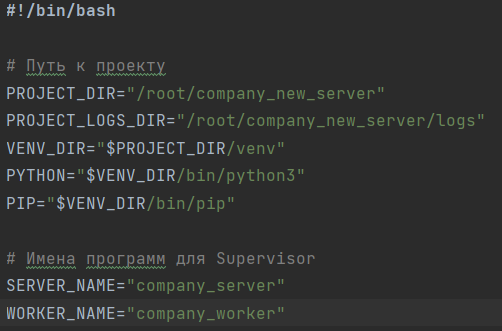 #!/bin/bash
# Путь к проекту
PROJECT_DIR="/root/company_new_server"
PROJECT_LOGS_DIR="/root/company_new_server/logs"
VENV_DIR="$PROJECT_DIR/venv"
PYTHON="$VENV_DIR/bin/python3"
PIP="$VENV_DIR/bin/pip"
# Имена программ для Supervisor
SERVER_NAME="company_server"
WORKER_NAME="company_worker"